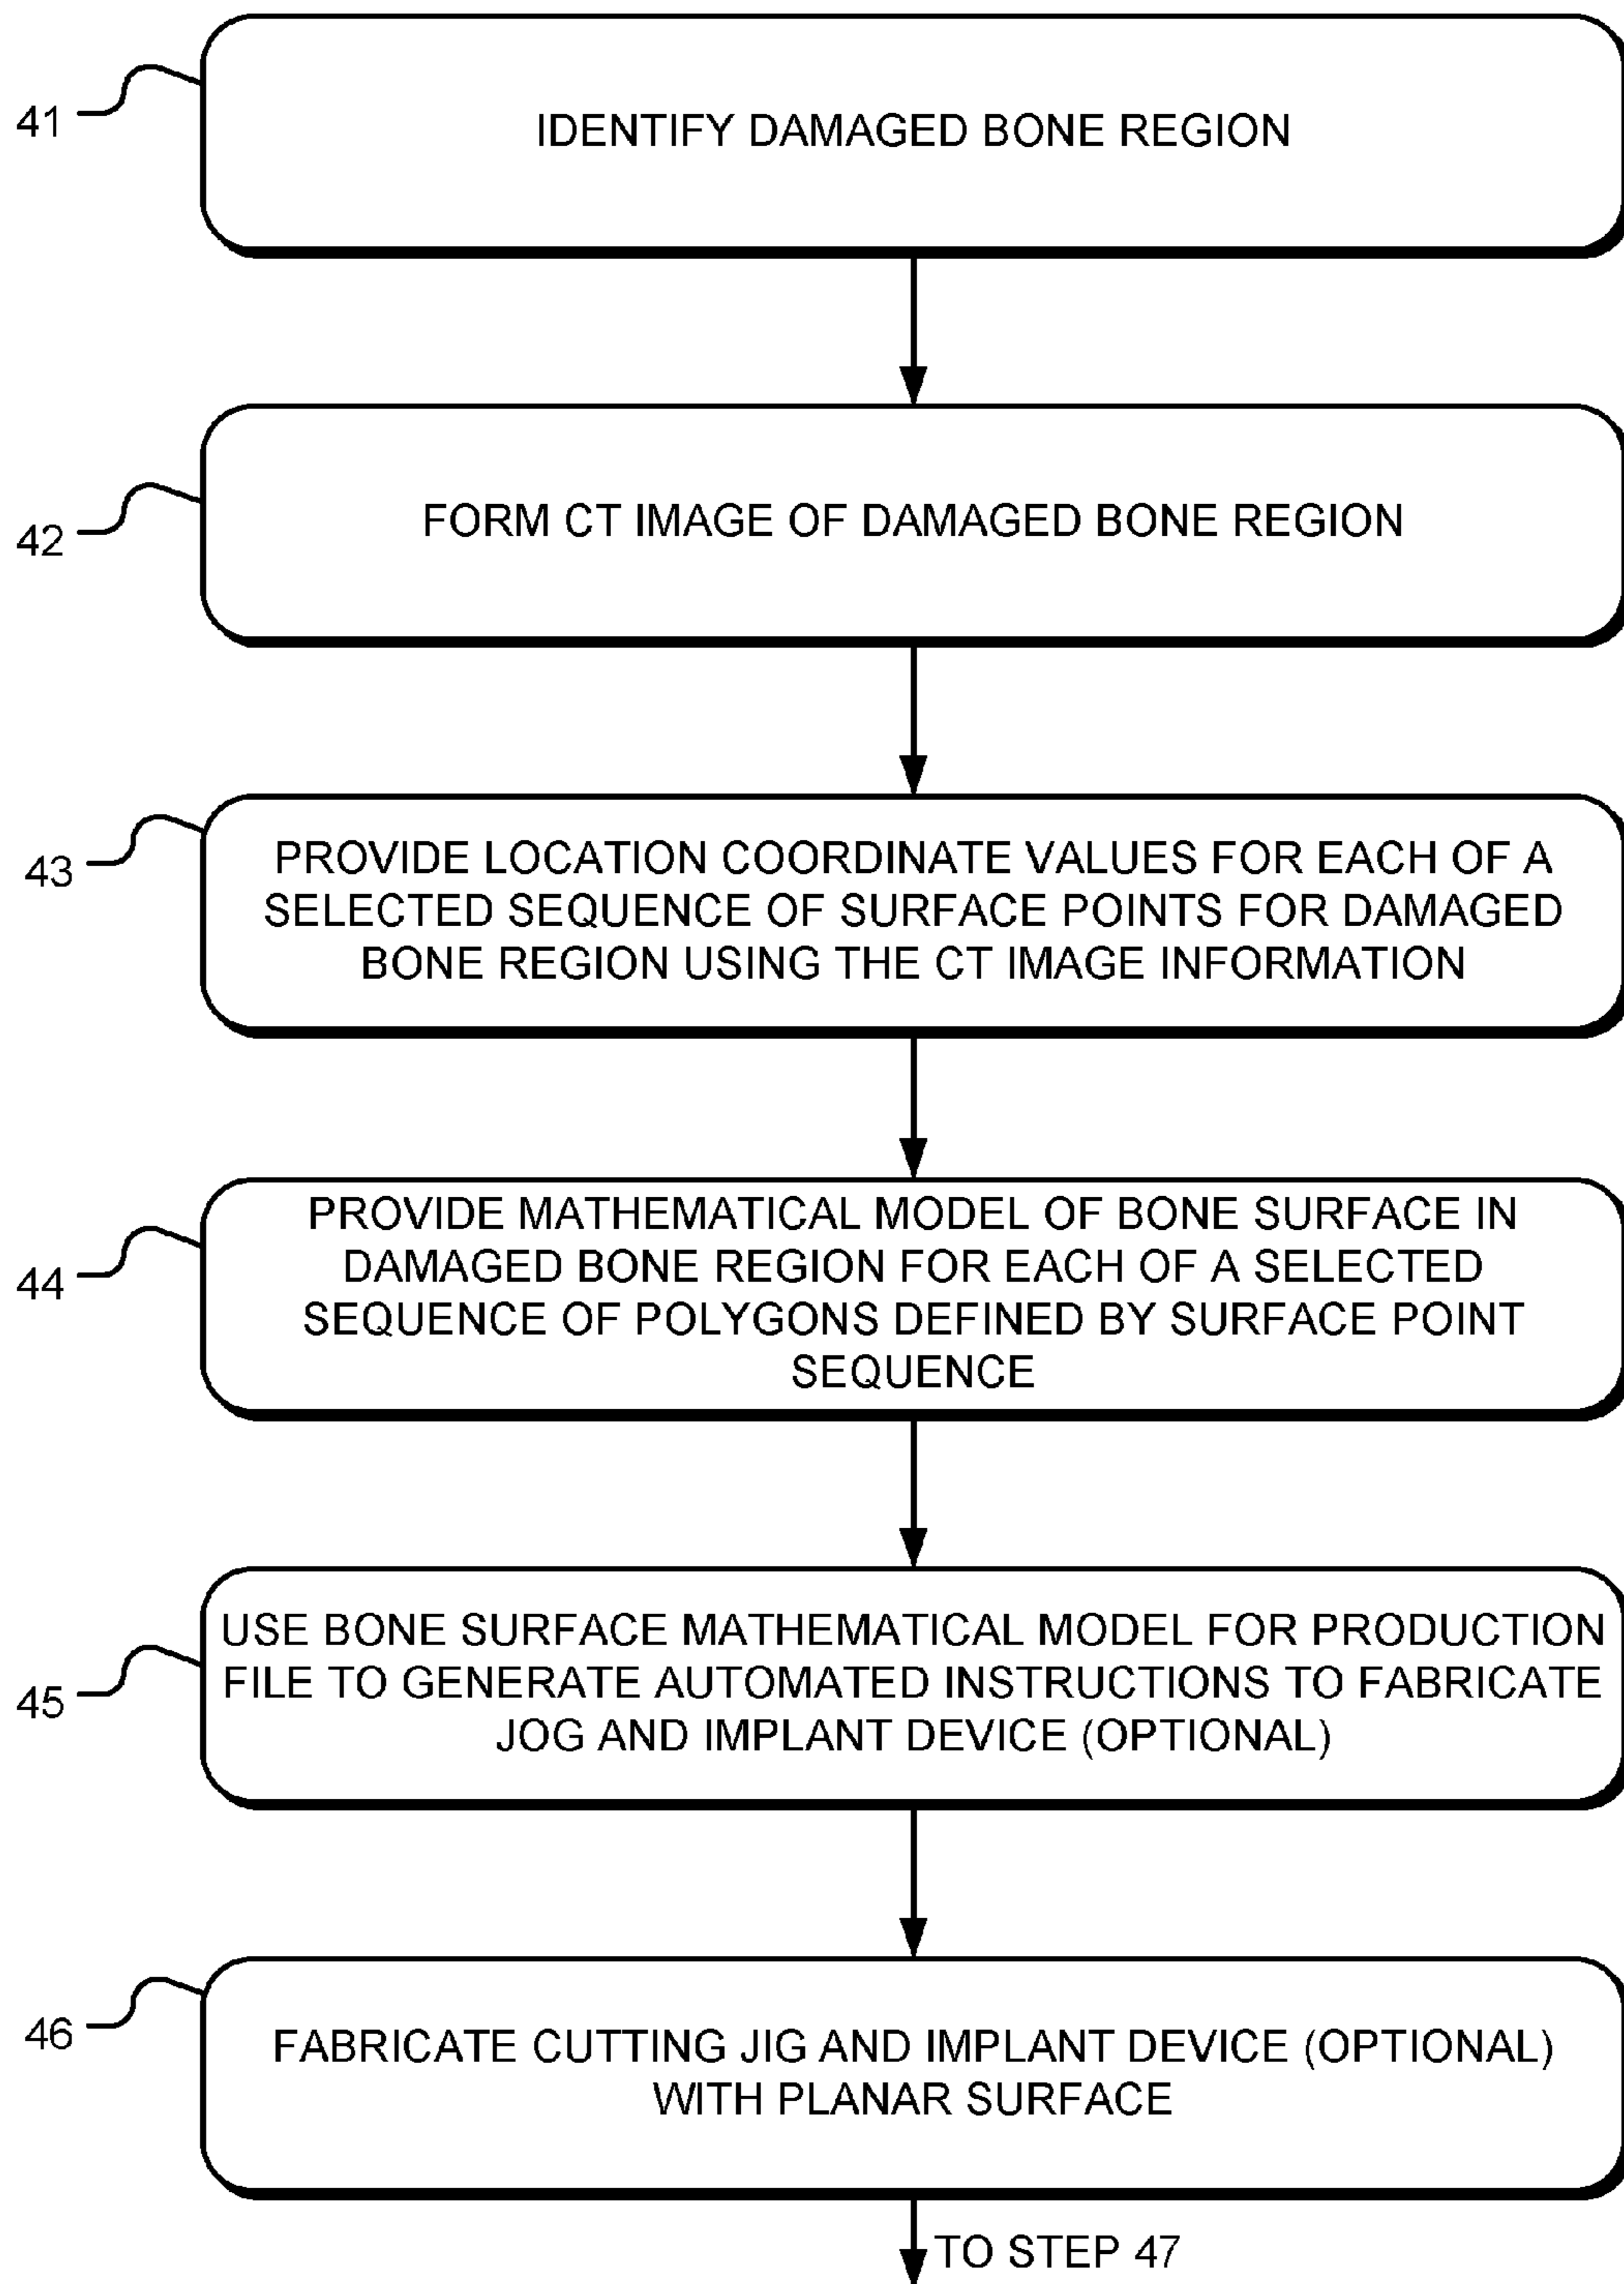 41
IDENTIFY DAMAGED BONE REGION
42
FORM CT IMAGE OF DAMAGED BONE REGION
43
PROVIDE LOCATION COORDINATE VALUES FOR EACH OF A
SELECTED SEQUENCE OF SURFACE POINTS FOR DAMAGED
BONE REGION USING THE CT IMAGE INFORMATION
44
PROVIDE MATHEMATICAL MODEL OF BONE SURFACE IN
DAMAGED BONE REGION FOR EACH OF A SELECTED
SEQUENCE OF POLYGONS DEFINED BY SURFACE POINT
SEQUENCE
45
USE BONE SURFACE MATHEMATICAL MODEL FOR PRODUCTION
FILE TO GENERATE AUTOMATED INSTRUCTIONS TO FABRICATE
JOG AND IMPLANT DEVICE (OPTIONAL)
46
FABRICATE CUTTING JIG AND IMPLANT DEVICE (OPTIONAL)
WITH PLANAR SURFACE
TO STEP 47